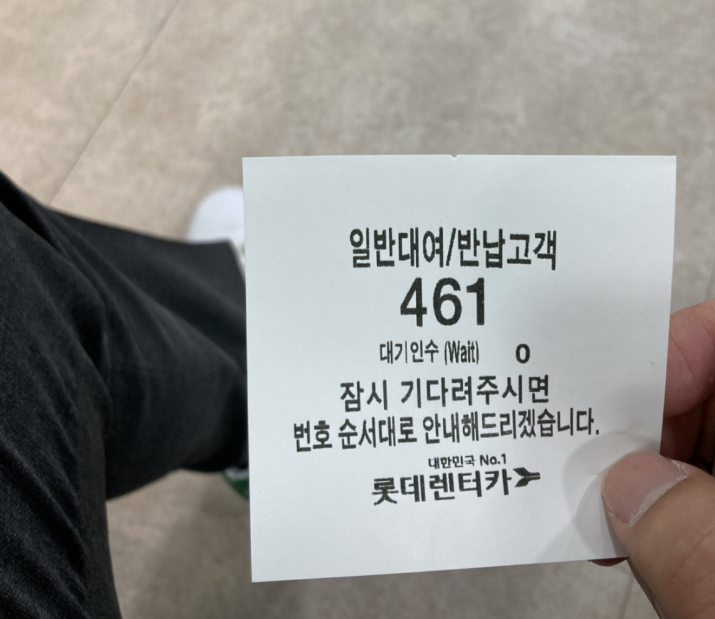 일반대여/반납고객
461
대기인수 (Wait) 0
잠시 기다려주시면
번호 순서대로 안내해드리겠습니다.
대한민국 No.1
롯데렌터카